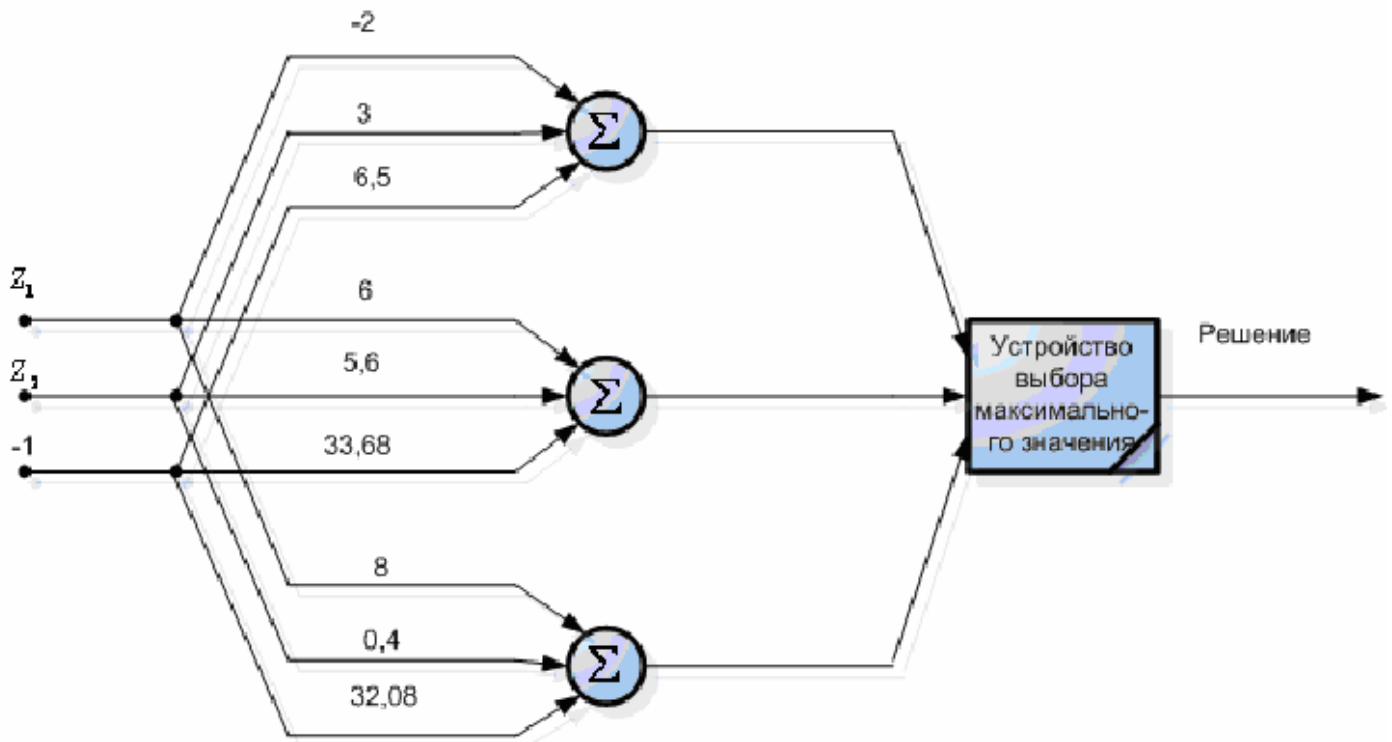 -2
Σ
3
6,5
Z₁
6
5,6
Z₂
Σ
-1
33,68
Устройство
выбора
максимально-
го значения
Решение
8
Σ
0,4
32,08